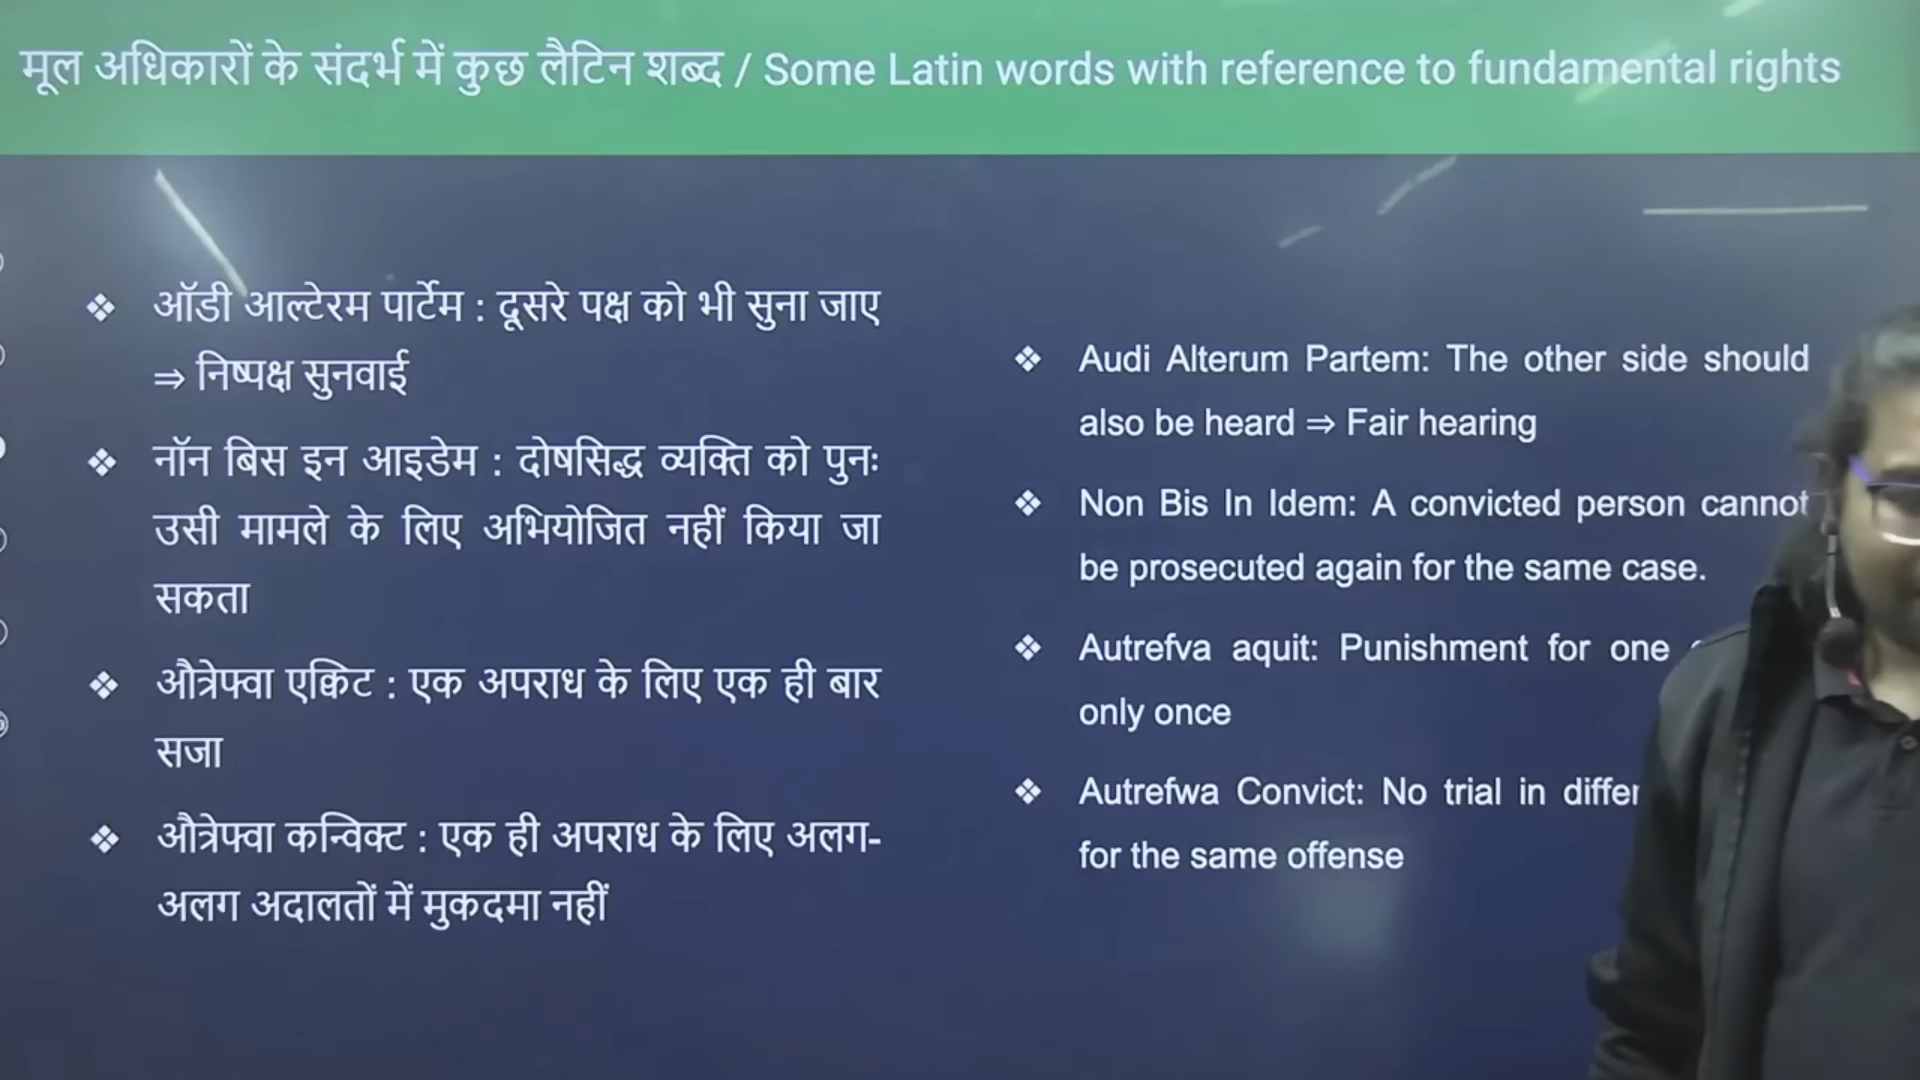 मूल अधिकारों के संदर्भ में कुछ लैटिन शब्द / Some Latin words with reference to fundamental rights
❖ ऑडी आल्टेरम पार्टेम : दूसरे पक्ष को भी सुना जाए
⇒ निष्पक्ष सुनवाई
❖ नॉन बिस इन आइडेम : दोषसिद्ध व्यक्ति को पुनः
उसी मामले के लिए अभियोजित नहीं किया जा
सकता
❖ औत्रेफ्वा एक्विट : एक अपराध के लिए एक ही बार
सजा
❖ औत्रेफ्वा कन्विक्ट : एक ही अपराध के लिए अलग-
अलग अदालतों में मुकदमा नहीं
❖ Audi Alterum Partem: The other side should
also be heard ⇒ Fair hearing
❖ Non Bis In Idem: A convicted person cannot
be prosecuted again for the same case.
❖ Autrefva aquit: Punishment for one
only once
❖ Autrefwa Convict: No trial in
for the same offense